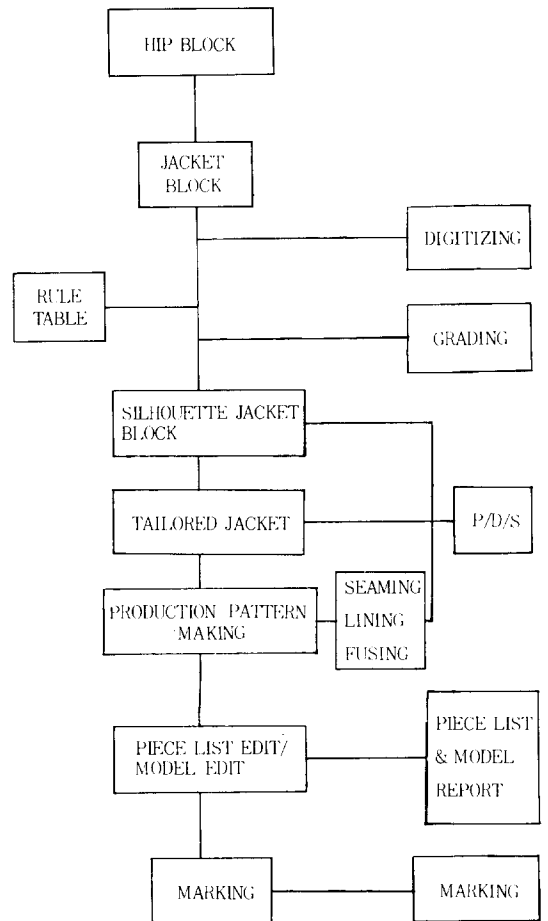 HIP BLOCK
JACKET
BLOCK
DIGITIZING
RULE
TABLE
GRADING
SILHOUETTE JACKET
BLOCK
TAILORED JACKET
P/D/S
PRODUCTION PATTERN
MAKING
SEAMING
LINING
FUSING
PIECE LIST EDIT/
MODEL EDIT
PIECE LIST
& MODEL
REPORT
MARKING
MARKING